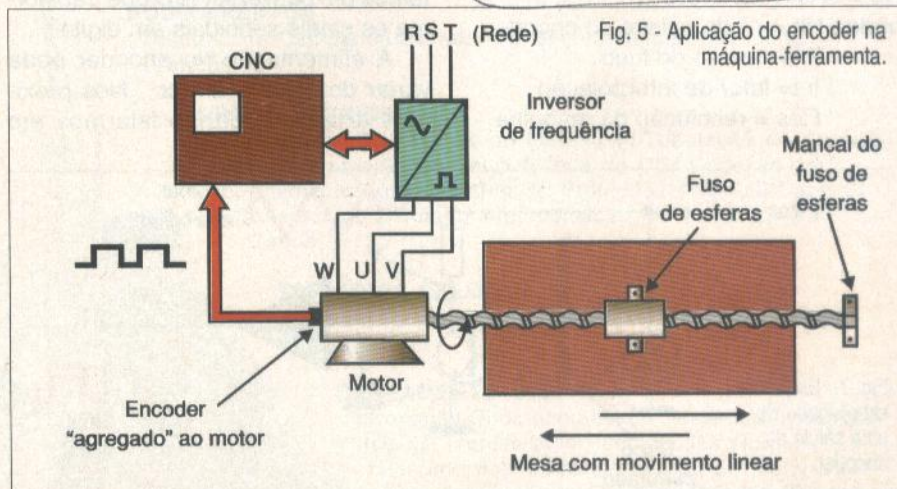 R S T (Rede)
Fig. 5 - Aplicação do encoder na
máquina-ferramenta.
CNC
Inversor
de frequência
Mancal do
fuso de
esferas
Fuso
de esferas
W U V
Motor
Encoder
"agregado" ao motor
Mesa com movimento linear